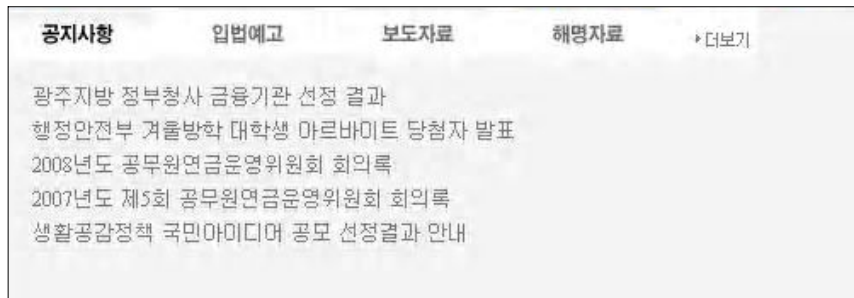 공지사항 입법예고 보도자료 해명자료 ▸더보기
광주지방 정부청사 금융기관 선정 결과
행정안전부 겨울방학 대학생 아르바이트 당첨자 발표
2008년도 공무원연금운영위원회 회의록
2007년도 제5회 공무원연금운영위원회 회의록
생활공감정책 국민아이디어 공모 선정결과 안내